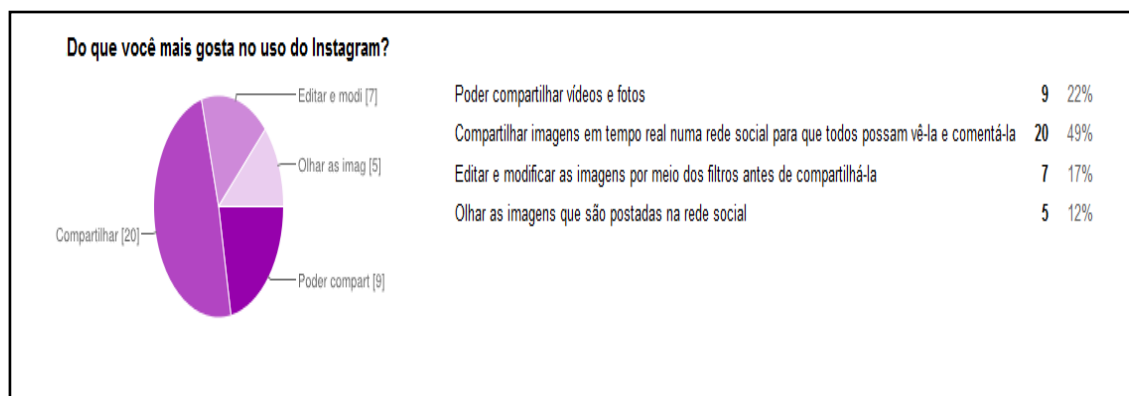 Do que você mais gosta no uso do Instagram?
Editar e modi [7]
Olhar as imag [5]
Compartilhar [20]
Poder compart [9]
Poder compartilhar vídeos e fotos 9 22%
Compartilhar imagens em tempo real numa rede social para que todos possam vê-la e comentá-la 20 49%
Editar e modificar as imagens por meio dos filtros antes de compartilhá-la 7 17%
Olhar as imagens que são postadas na rede social 5 12%